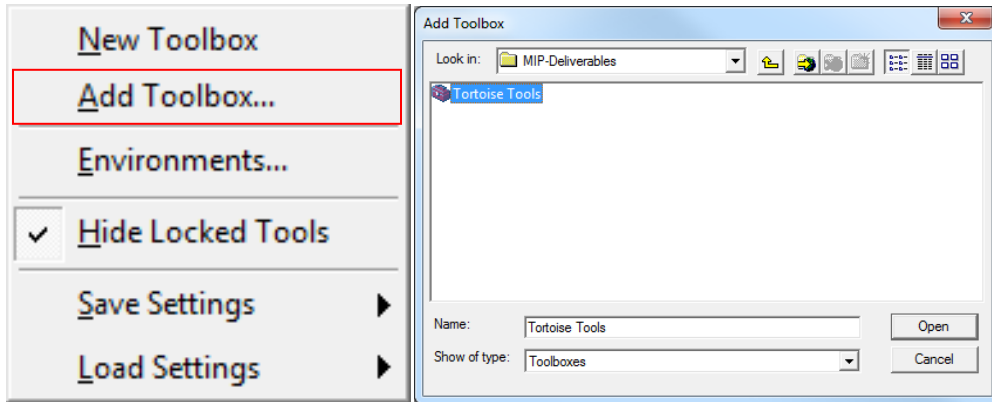 New Toolbox
Add Toolbox...
Environments...
Hide Locked Tools
Save Settings
Load Settings
Add Toolbox
Look in: MIP-Deliverables
Tortoise Tools
Name: Tortoise Tools Open
Show of type: Toolboxes Cancel